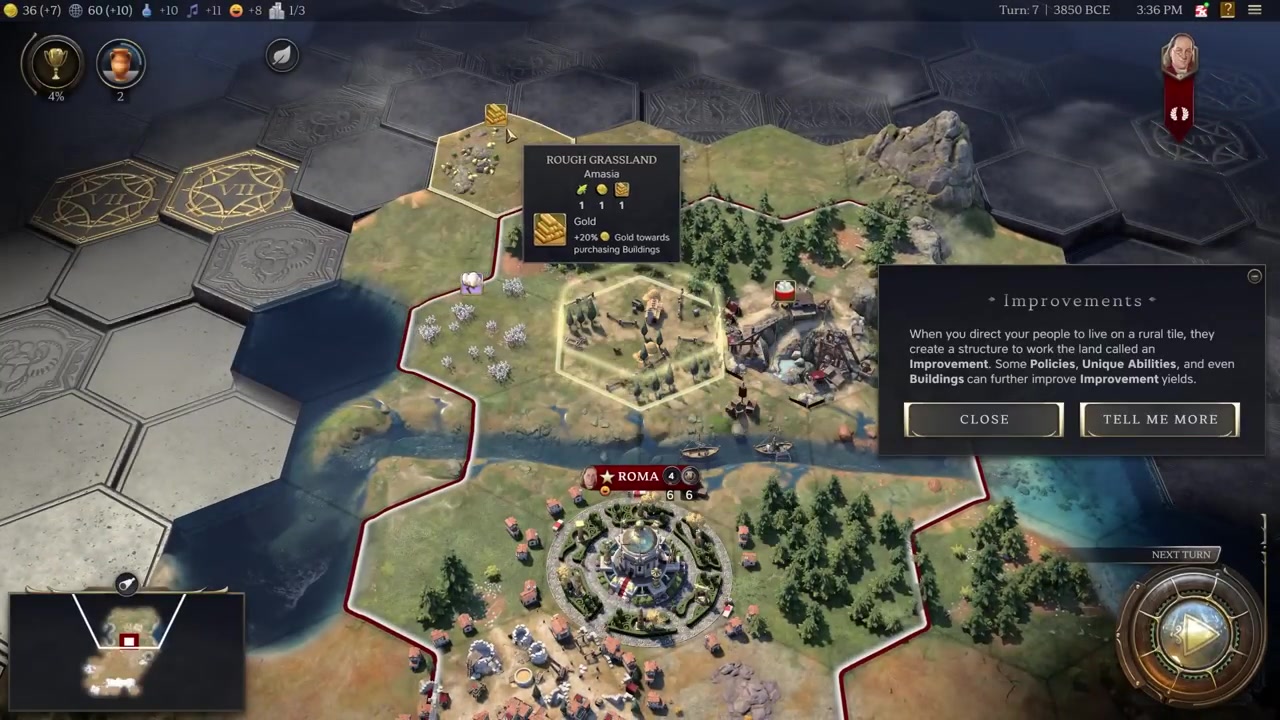 36 (+7) 60 (+10) +10 +11 +8 1/3
Turn: 7 | 3850 BCE 3:36 PM ?
4%
2
VII
VII
ROUGH GRASSLAND
Amasia
1 1 1
Gold
+20% Gold towards
purchasing Buildings
Improvements
When you direct your people to live on a rural tile, they
create a structure to work the land called an
Improvement. Some Policies, Unique Abilities, and even
Buildings can further improve Improvement yields.
CLOSE
TELL ME MORE
ROMA 4
6 6
NEXT TURN